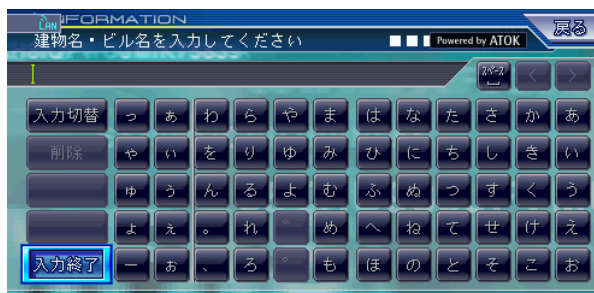 INFORMATION
LAN
建物名・ビル名を入力してください
Powered by ATOK
戻る
スペース
< >
入力切替 っ ぁ わ ら や ま は な た さ か あ
削除 ゃ ぃ を り ゆ み ひ に ち し き い
ゅ ぅ ん る よ む ふ ぬ つ す く う
ょ ぇ 。 れ ゛ め へ ね て せ け え
入力終了 ー ぉ 、 ろ ゜ も ほ の と そ こ お